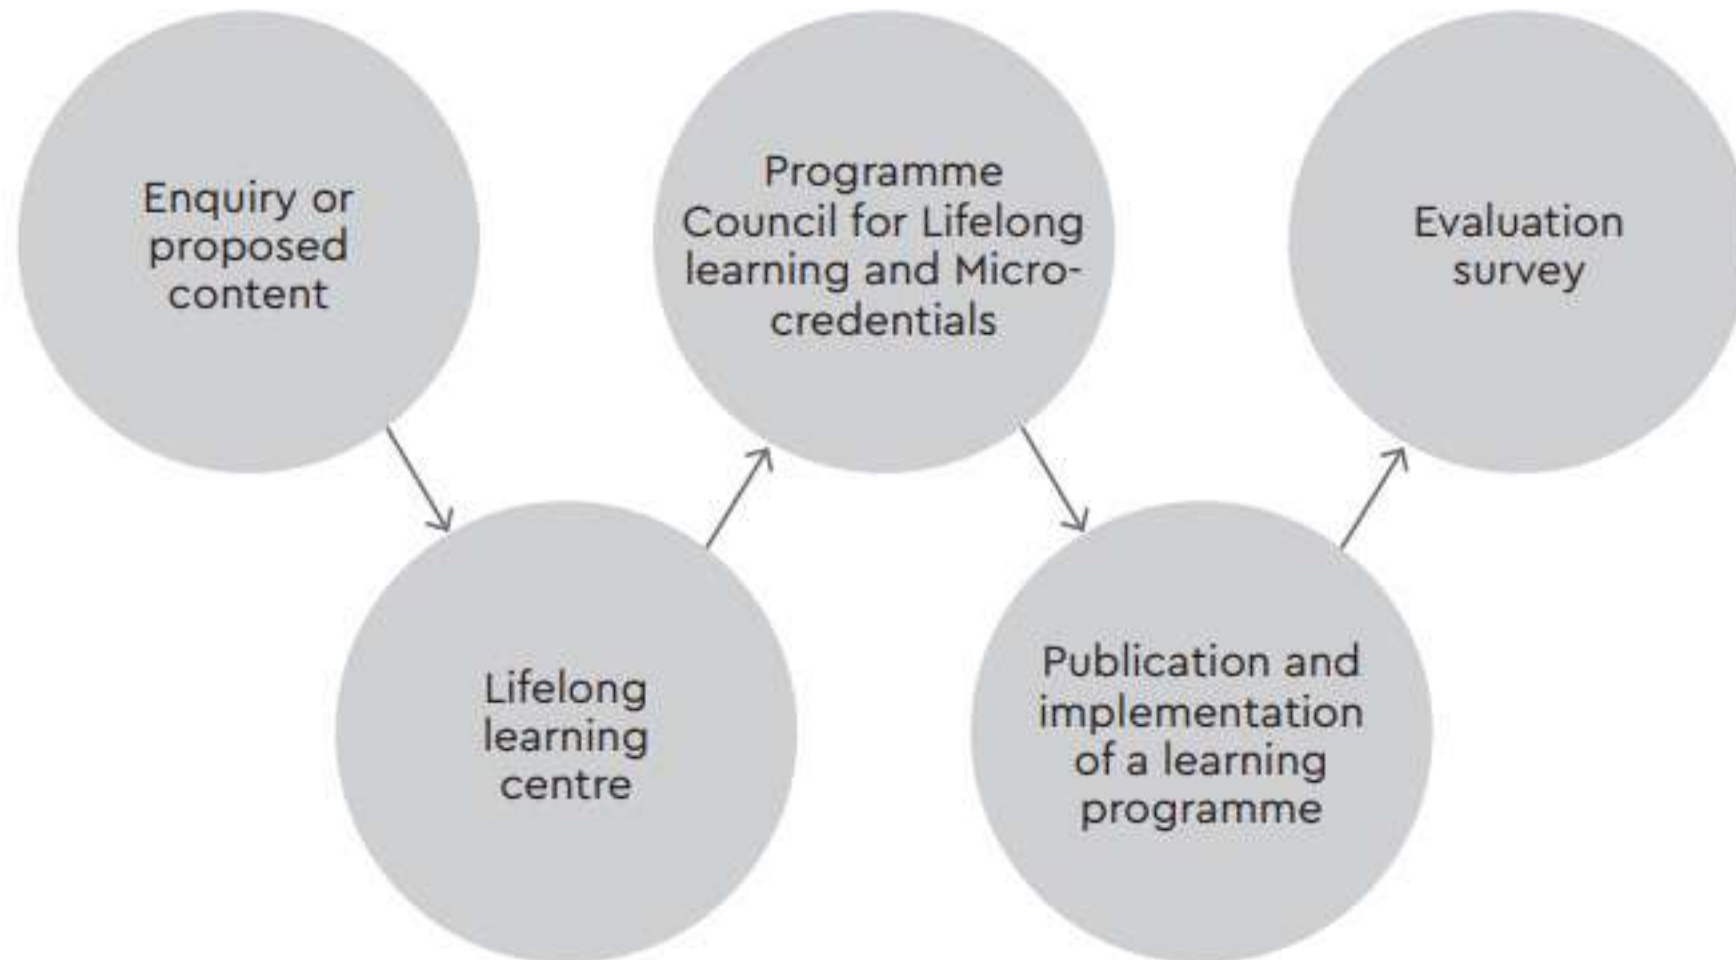 Enquiry or
proposed
content
Lifelong
learning
centre
Programme
Council for Lifelong
learning and Micro-
credentials
Publication and
implementation
of a learning
programme
Evaluation
survey